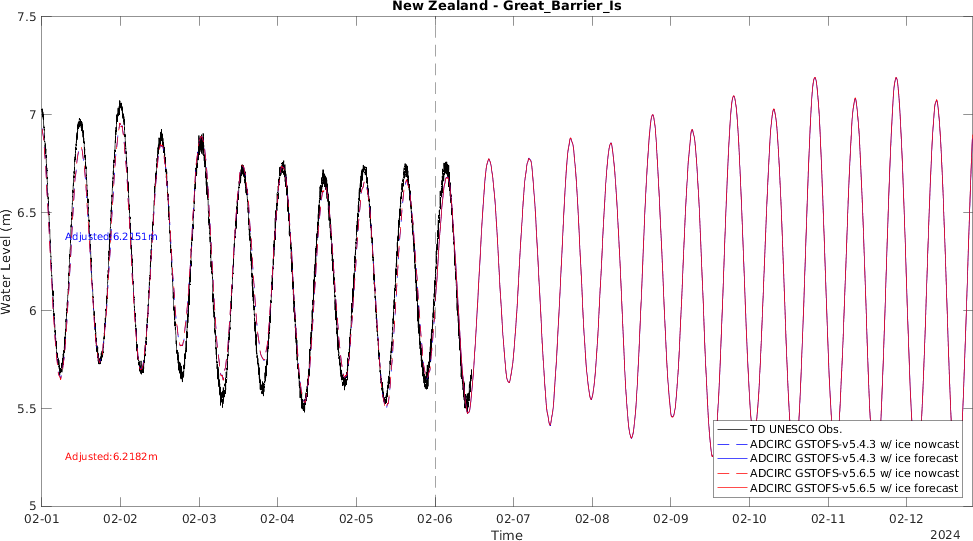 New Zealand - Great_Barrier_Is
7.5
7
6.5
6
5.5
5
Water Level (m)
Adjusted:6.2151m
Adjusted:6.2182m
TD UNESCO Obs.
ADCIRC GSTOFS-v5.4.3 w/ ice nowcast
ADCIRC GSTOFS-v5.4.3 w/ ice forecast
ADCIRC GSTOFS-v5.6.5 w/ ice nowcast
ADCIRC GSTOFS-v5.6.5 w/ ice forecast
02-01 02-02 02-03 02-04 02-05 02-06 02-07 02-08 02-09 02-10 02-11 02-12
Time
2024